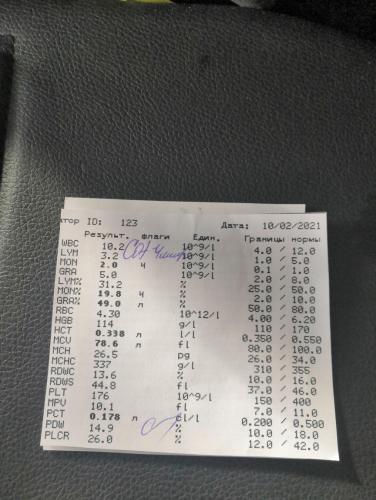 атор ID: 123 Дата: 10/02/2021
Результ. флаги Един. Границы нормы
WBC 10.2 10^9/l 4.0 / 12.0
LYM 3.2 10^9/l 1.0 / 5.0
MON 2.0 Ч 10^9/l 0.1 / 1.0
GRA 5.0 10^9/l 2.0 / 8.0
LYM% 31.2 % 25.0 / 50.0
MON% 19.8 Ч % 2.0 / 10.0
GRA% 49.0 л % 50.0 / 80.0
RBC 4.30 10^12/l 4.00 / 6.20
HGB 114 g/l 110 / 170
HCT 0.338 л l/l 0.350 / 0.550
MCV 78.6 л fl 80.0 / 100.0
MCH 26.5 pg 26.0 / 34.0
MCHC 337 g/l 310 / 355
RDWC 13.6 % 10.0 / 16.0
RDWS 44.8 fl 37.0 / 46.0
PLT 176 10^9/l 150 / 400
MPV 10.1 fl 7.0 / 11.0
PCT 0.178 л cl/l 0.200 / 0.500
PDW 14.9 % 10.0 / 18.0
PLCR 26.0 % 12.0 / 42.0